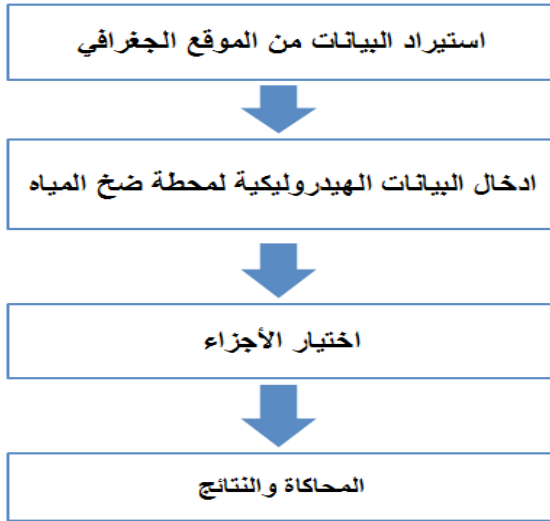 استيراد البيانات من الموقع الجغرافي
ادخال البيانات الهيدروليكية لمحطة ضخ المياه
اختيار الأجزاء
المحاكاة والنتائج